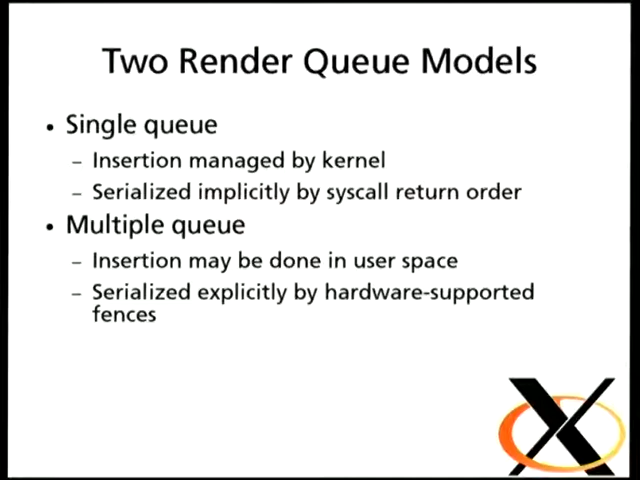 Two Render Queue Models
• Single queue
– Insertion managed by kernel
– Serialized implicitly by syscall return order
• Multiple queue
– Insertion may be done in user space
– Serialized explicitly by hardware-supported
fences
X